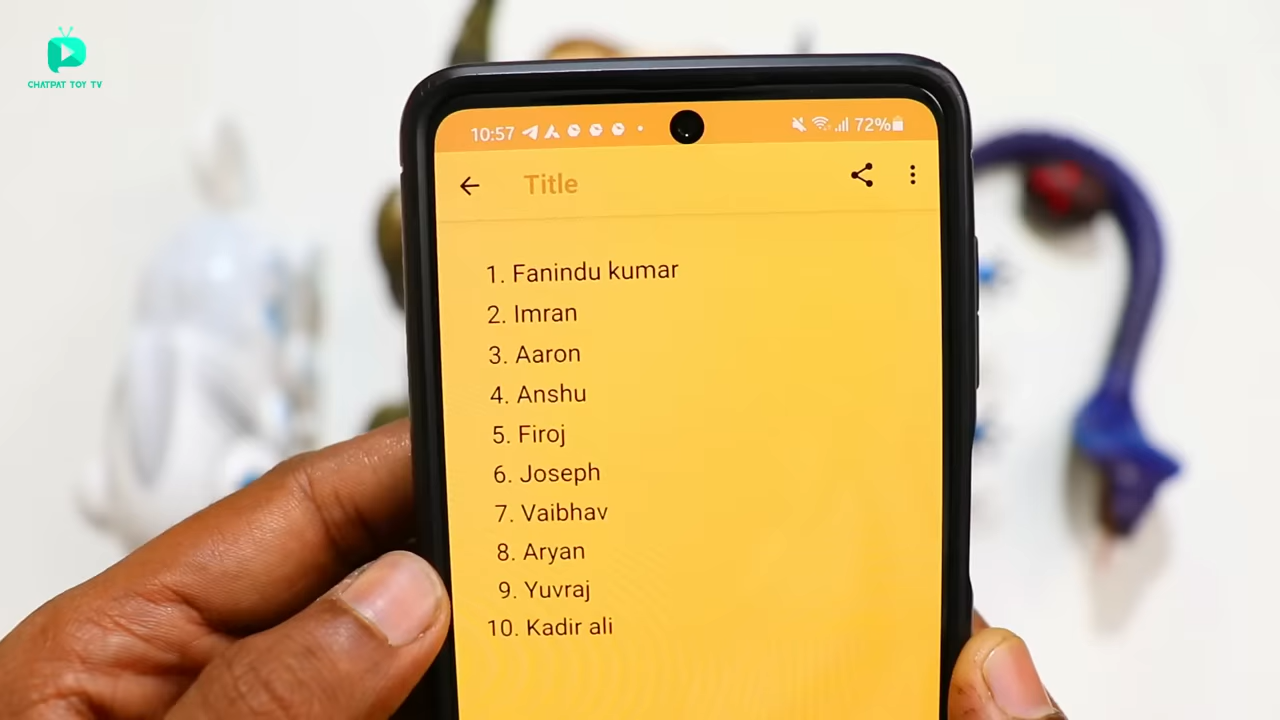 CHATPAT TOY TV
10:57 72%
Title
1. Fanindu kumar
2. Imran
3. Aaron
4. Anshu
5. Firoj
6. Joseph
7. Vaibhav
8. Aryan
9. Yuvraj
10. Kadir ali